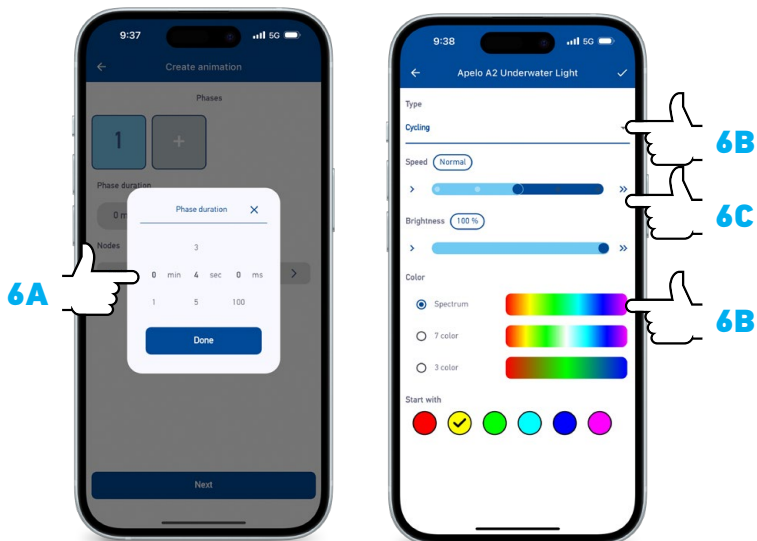 9:37
5G
Create animation
Phases
1
+
Phase duration
0 m
Nodes
Phase duration
3
0 min 4 sec 0 ms
1 5 100
Done
Next
6A
9:38
5G
Apelo A2 Underwater Light
Type
Cycling
6B
Speed Normal
6C
Brightness 100 %
Color
Spectrum
6B
7 color
3 color
Start with